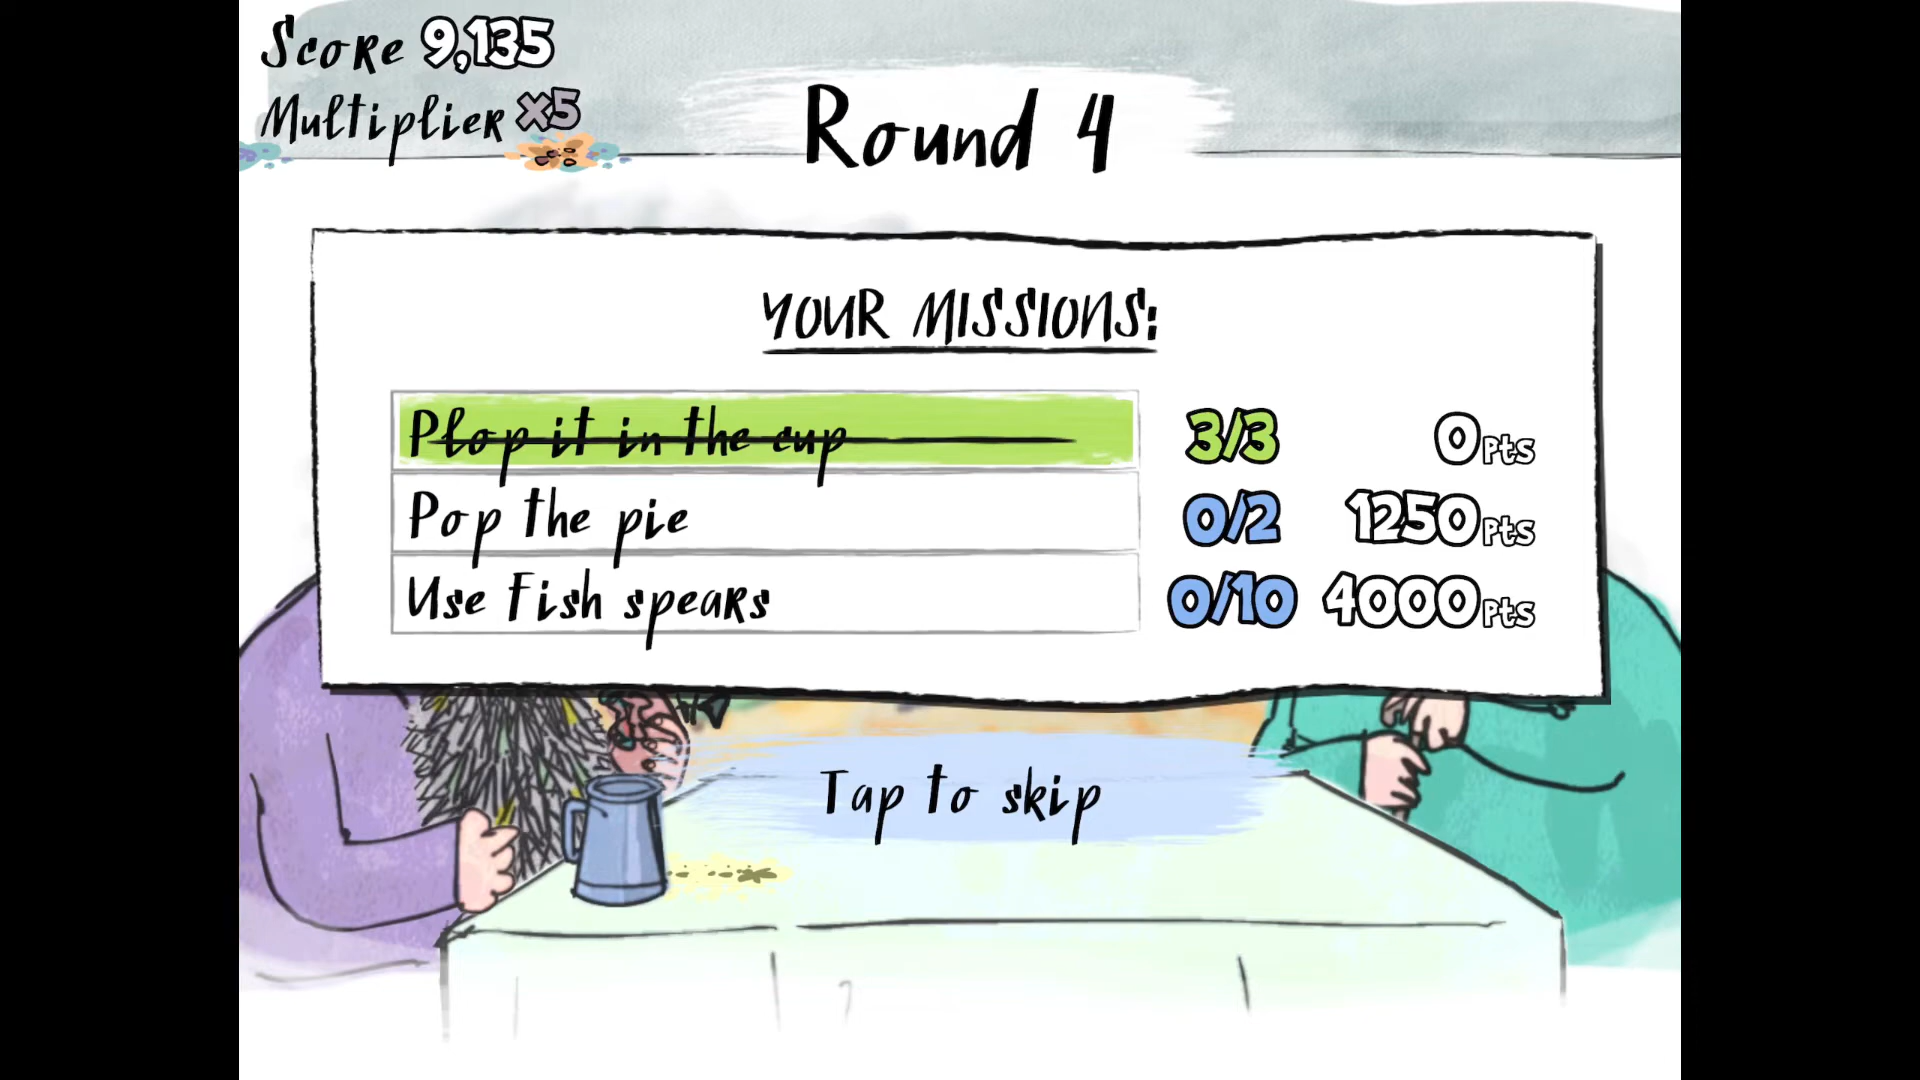 Score 9,135
Multiplier x5
Round 4
YOUR MISSIONS:
Plop it in the cup 3/3 0Pts
Pop the pie 0/2 1250Pts
Use Fish spears 0/10 4000Pts
Tap to skip